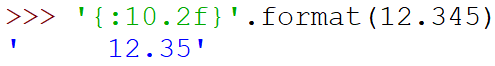 >>> '{:10.2f}'.format(12.345)
'     12.35'